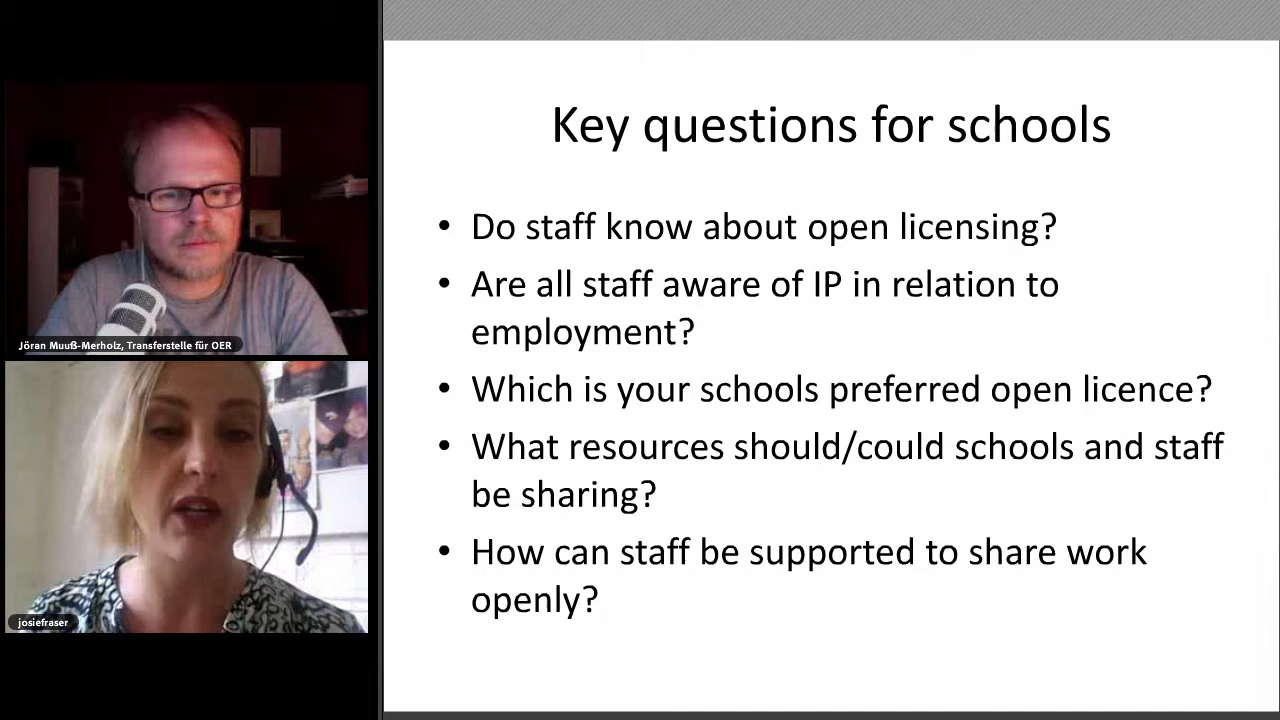 Key questions for schools
• Do staff know about open licensing?
• Are all staff aware of IP in relation to
employment?
• Which is your schools preferred open licence?
• What resources should/could schools and staff
be sharing?
• How can staff be supported to share work
openly?
Jöran Muuß-Merholz, Transferstelle für OER
josiefraser